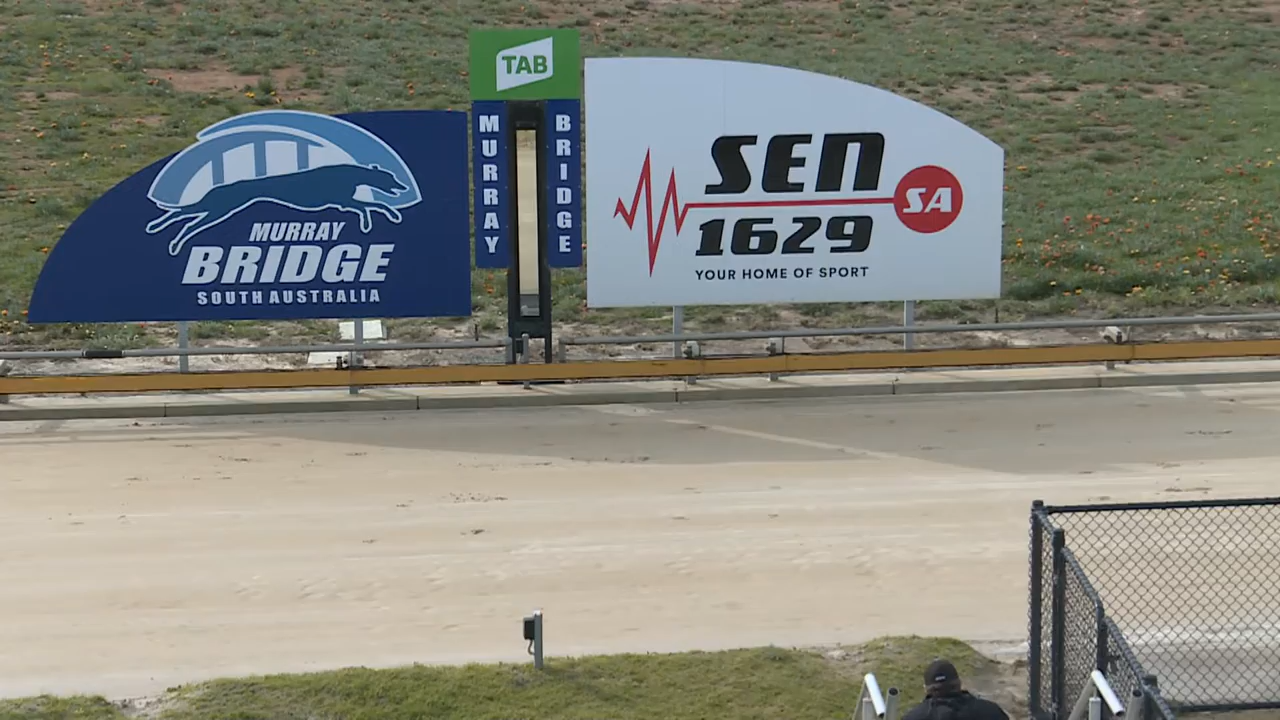 TAB
MURRAY
BRIDGE
SOUTH AUSTRALIA
MURRAY
BRIDGE
SEN
SA
1629
YOUR HOME OF SPORT